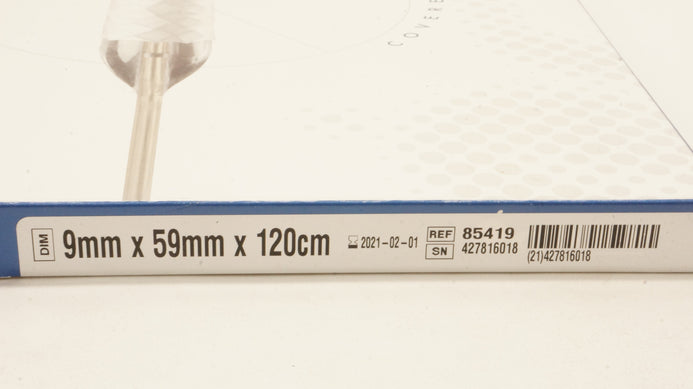 COVERE
DIM 9mm x 59mm x 120cm 2021-02-01 REF 85419
SN 427816018 (21)427816018